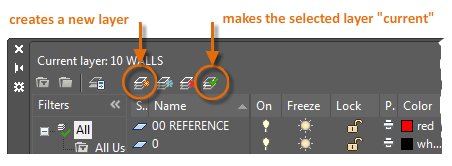 creates a new layer
makes the selected layer "current"
Current layer: 10 WALLS
Filters
S.. Name On Freeze Lock P. Color
All
00 REFERENCE red
All Us
0 wh...